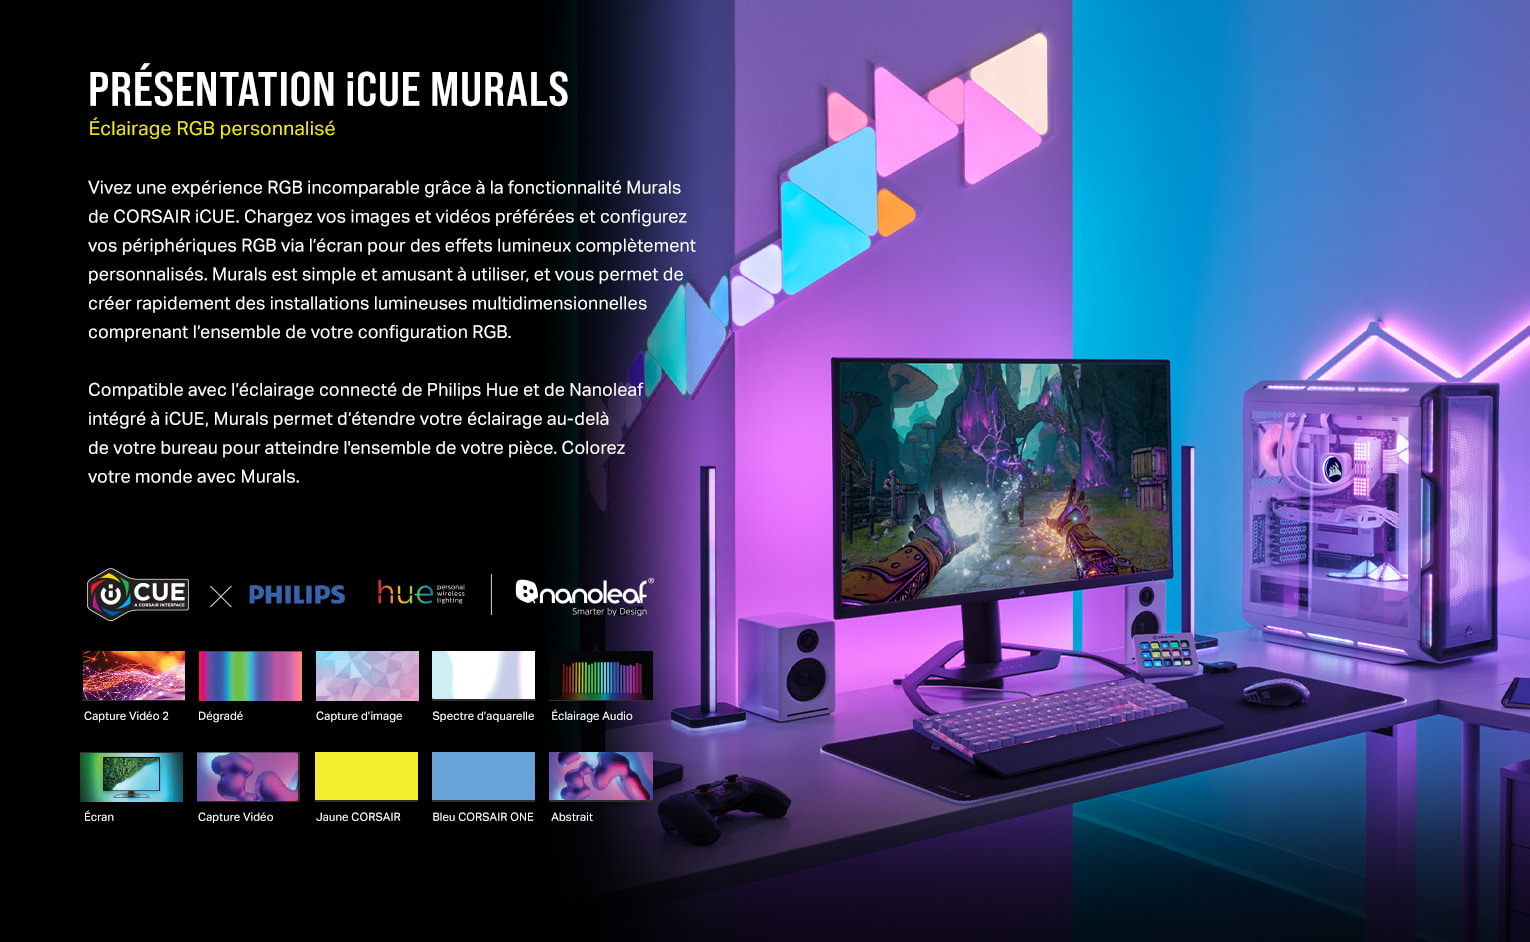 PRÉSENTATION iCUE MURALS
Éclairage RGB personnalisé
Vivez une expérience RGB incomparable grâce à la fonctionnalité Murals
de CORSAIR iCUE. Chargez vos images et vidéos préférées et configurez
vos périphériques RGB via l’écran pour des effets lumineux complètement
personnalisés. Murals est simple et amusant à utiliser, et vous permet de
créer rapidement des installations lumineuses multidimensionnelles
comprenant l’ensemble de votre configuration RGB.
Compatible avec l’éclairage connecté de Philips Hue et de Nanoleaf
intégré à iCUE, Murals permet d’étendre votre éclairage au-delà
de votre bureau pour atteindre l'ensemble de votre pièce. Colorez
votre monde avec Murals.
iCUE
A CORSAIR INTERFACE
PHILIPS
hue personal
wireless
lighting
nanoleaf®
Smarter by Design
Capture Vidéo 2 Dégradé Capture d’image Spectre d’aquarelle Éclairage Audio
Écran Capture Vidéo Jaune CORSAIR Bleu CORSAIR ONE Abstrait